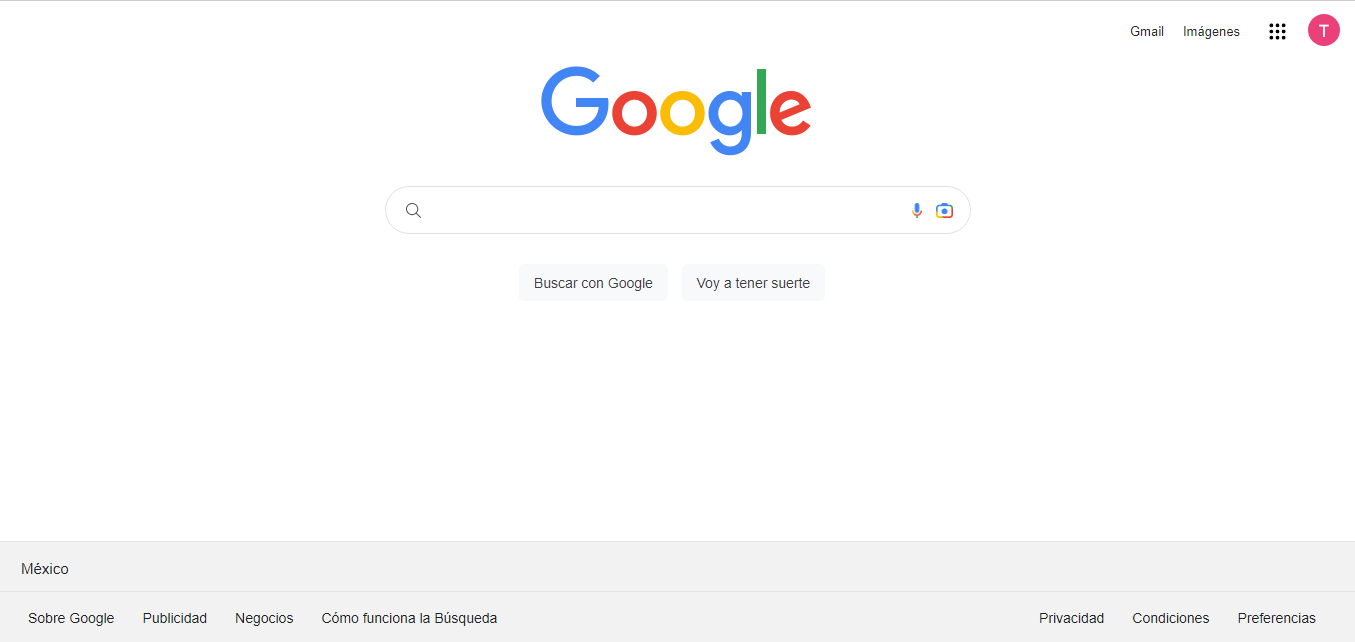 Gmail Imágenes T
Google
Buscar con Google Voy a tener suerte
México
Sobre Google Publicidad Negocios Cómo funciona la Búsqueda Privacidad Condiciones Preferencias